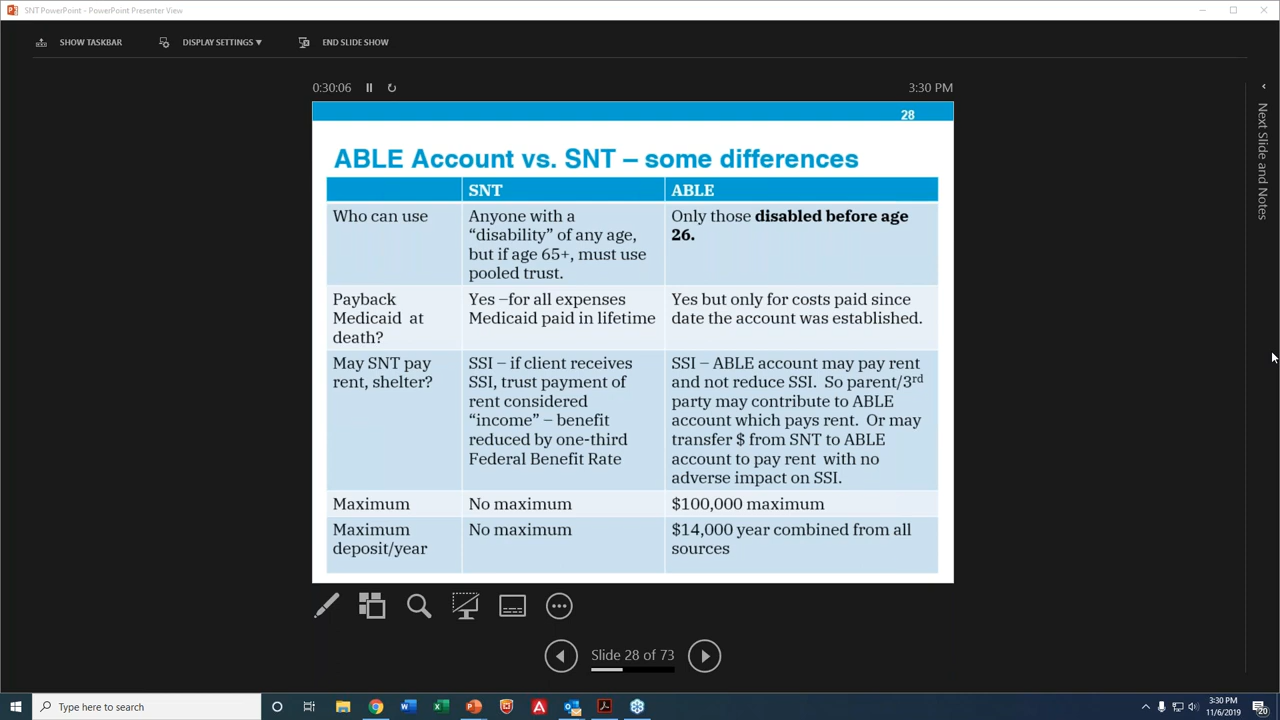 SNT PowerPoint - PowerPoint Presenter View
SHOW TASKBAR
DISPLAY SETTINGS ▾
END SLIDE SHOW
0:30:06
3:30 PM
28
ABLE Account vs. SNT – some differences
SNT
ABLE
Who can use
Anyone with a
“disability” of any age,
but if age 65+, must use
pooled trust.
Only those disabled before age
26.
Payback
Medicaid at
death?
Yes –for all expenses
Medicaid paid in lifetime
Yes but only for costs paid since
date the account was established.
May SNT pay
rent, shelter?
SSI – if client receives
SSI, trust payment of
rent considered
“income” – benefit
reduced by one-third
Federal Benefit Rate
SSI – ABLE account may pay rent
and not reduce SSI. So parent/3rd
party may contribute to ABLE
account which pays rent. Or may
transfer $ from SNT to ABLE
account to pay rent with no
adverse impact on SSI.
Maximum
No maximum
$100,000 maximum
Maximum
deposit/year
No maximum
$14,000 year combined from all
sources
Next Slide and Notes
Slide 28 of 73
Type here to search
3:30 PM
11/6/2019
20